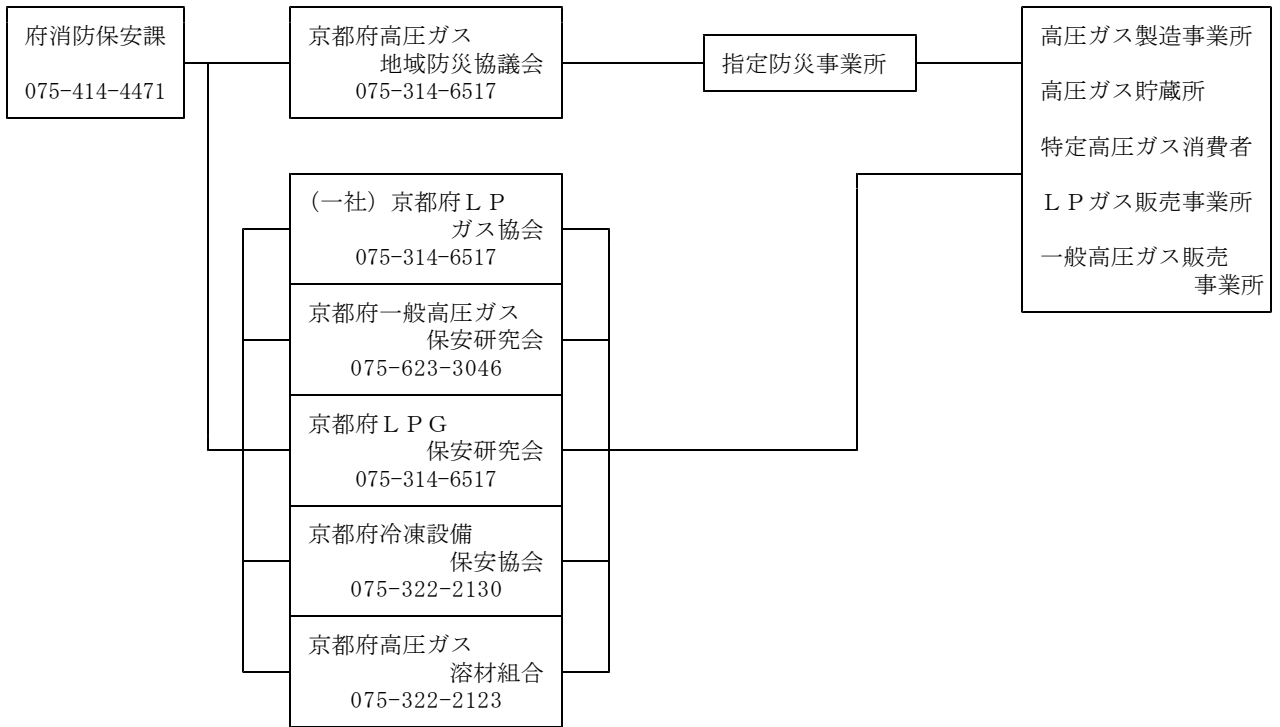 府消防保安課
075-414-4471
京都府高圧ガス
地域防災協議会
075-314-6517
指定防災事業所
高圧ガス製造事業所
高圧ガス貯蔵所
特定高圧ガス消費者
ＬＰガス販売事業所
一般高圧ガス販売
事業所
（一社）京都府ＬＰ
ガス協会
075-314-6517
京都府一般高圧ガス
保安研究会
075-623-3046
京都府ＬＰＧ
保安研究会
075-314-6517
京都府冷凍設備
保安協会
075-322-2130
京都府高圧ガス
溶材組合
075-322-2123